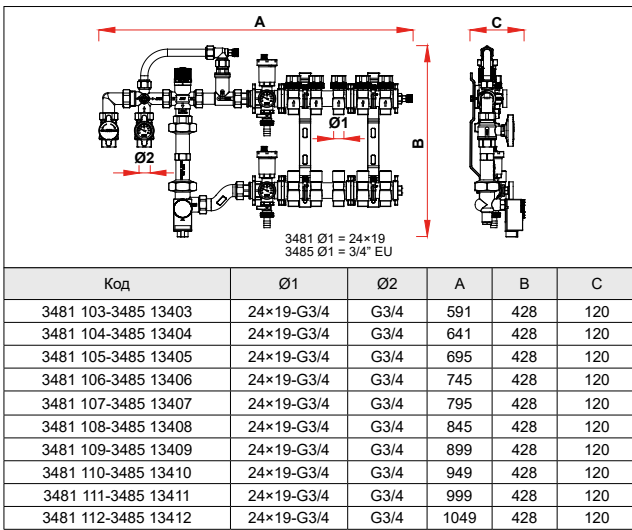 A
C
B
Ø1
Ø2
3481 Ø1 = 24×19
3485 Ø1 = 3/4" EU
Код Ø1 Ø2 A B C
3481 103-3485 13403 24×19-G3/4 G3/4 591 428 120
3481 104-3485 13404 24×19-G3/4 G3/4 641 428 120
3481 105-3485 13405 24×19-G3/4 G3/4 695 428 120
3481 106-3485 13406 24×19-G3/4 G3/4 745 428 120
3481 107-3485 13407 24×19-G3/4 G3/4 795 428 120
3481 108-3485 13408 24×19-G3/4 G3/4 845 428 120
3481 109-3485 13409 24×19-G3/4 G3/4 899 428 120
3481 110-3485 13410 24×19-G3/4 G3/4 949 428 120
3481 111-3485 13411 24×19-G3/4 G3/4 999 428 120
3481 112-3485 13412 24×19-G3/4 G3/4 1049 428 120